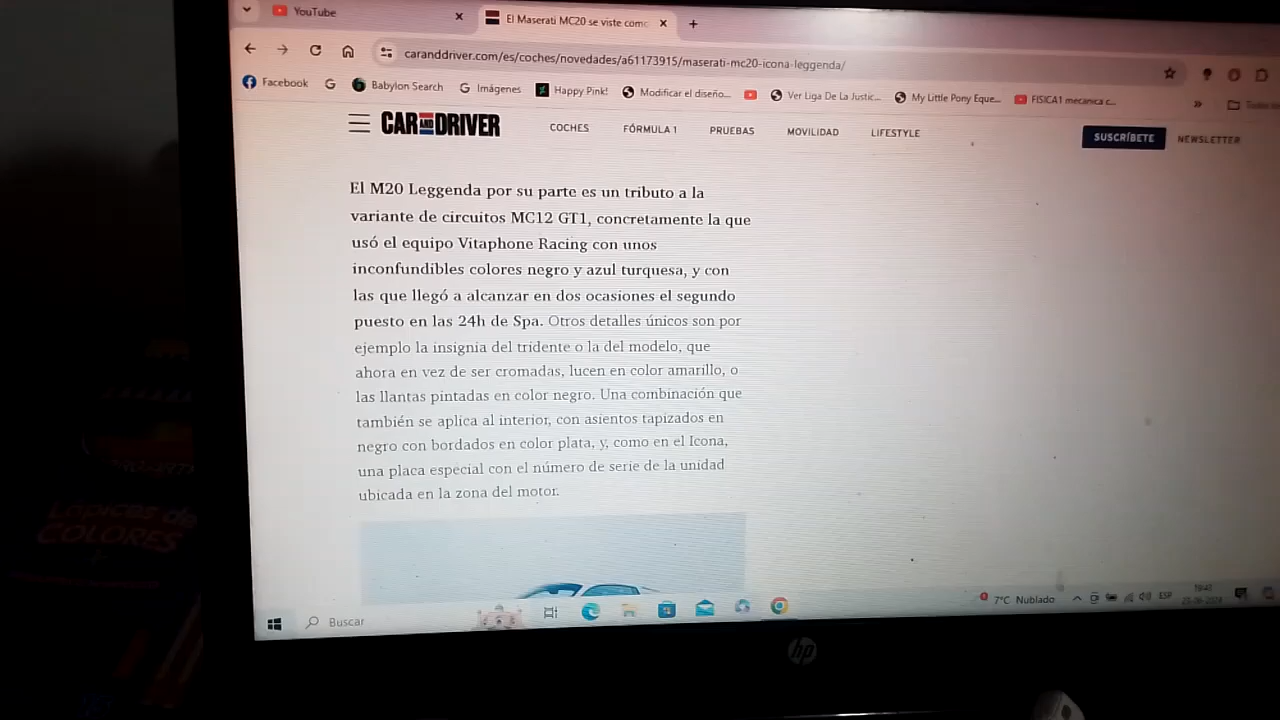 YouTube
El Maserati MC20 se viste como
caranddriver.com/es/coches/novedades/a61173915/maserati-mc20-icona-leggenda/
Facebook
Babylon Search
Imágenes
Happy Pink!
Modificar el diseño...
Ver Liga De La Justic...
My Little Pony Eque...
FISICA1 mecanica c...
CAR AND DRIVER
COCHES
FÓRMULA 1
PRUEBAS
MOVILIDAD
LIFESTYLE
SUSCRÍBETE
NEWSLETTER
El M20 Leggenda por su parte es un tributo a la
variante de circuitos MC12 GT1, concretamente la que
usó el equipo Vitaphone Racing con unos
inconfundibles colores negro y azul turquesa, y con
las que llegó a alcanzar en dos ocasiones el segundo
puesto en las 24h de Spa. Otros detalles únicos son por
ejemplo la insignia del tridente o la del modelo, que
ahora en vez de ser cromadas, lucen en color amarillo, o
las llantas pintadas en color negro. Una combinación que
también se aplica al interior, con asientos tapizados en
negro con bordados en color plata, y, como en el Icona,
una placa especial con el número de serie de la unidad
ubicada en la zona del motor.
Buscar
7°C Nublado
ESP
hp
Lápices de
COLORES